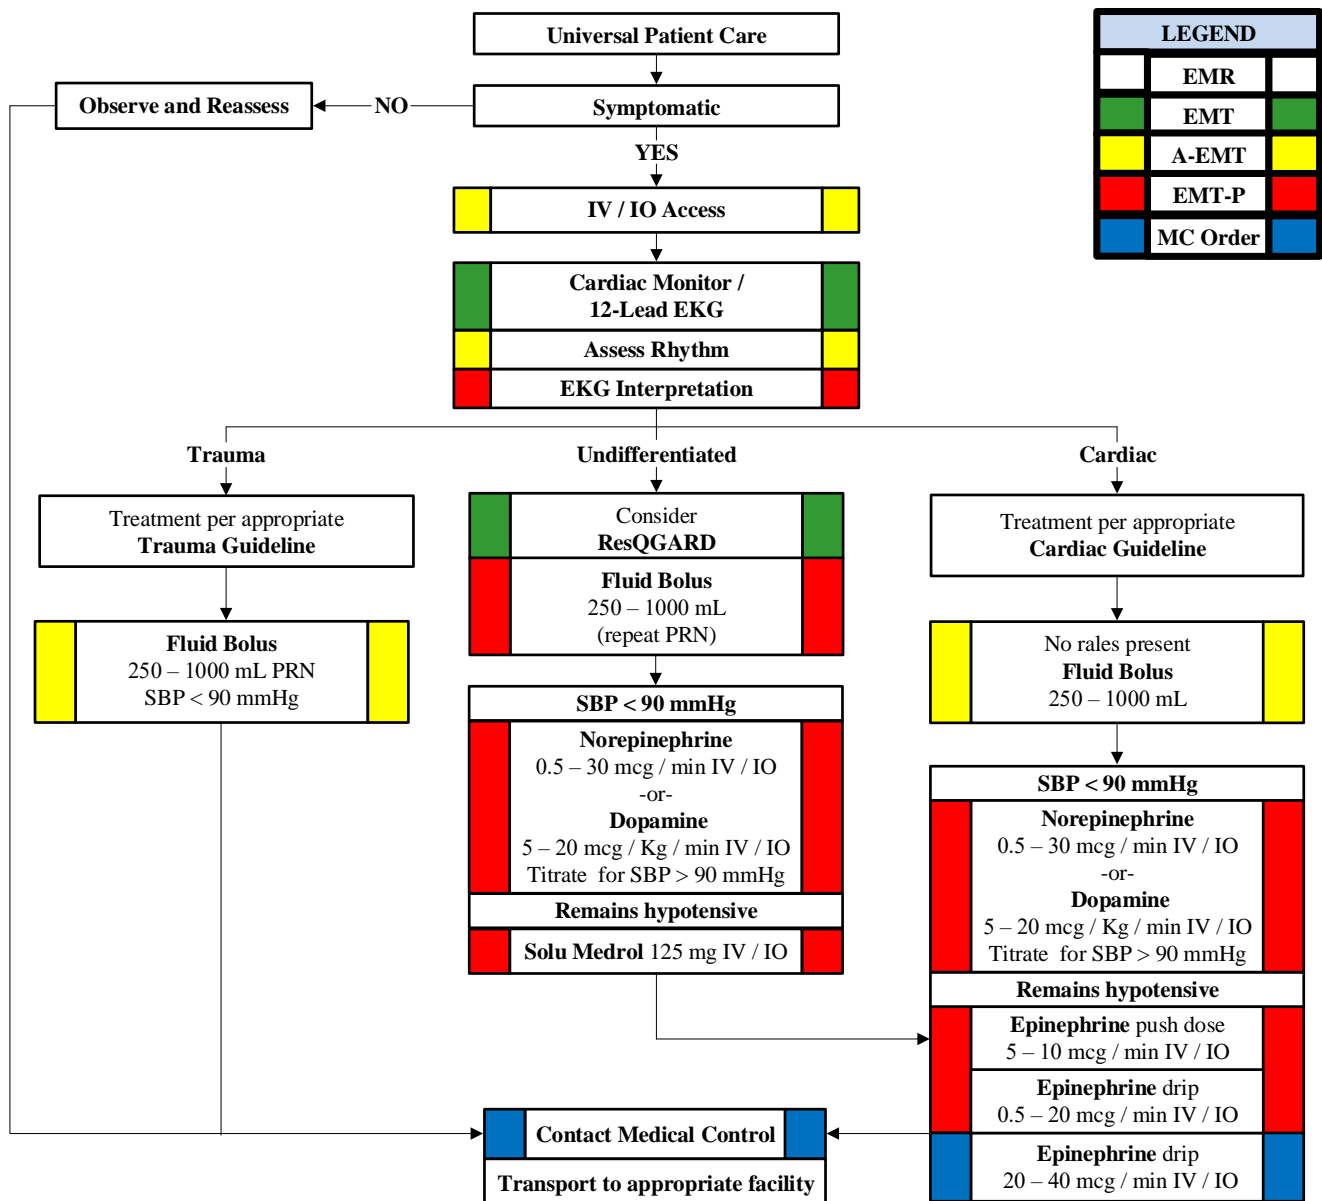 Universal Patient Care
LEGEND
EMR
EMT
A-EMT
EMT-P
MC Order
Observe and Reassess
NO
Symptomatic
YES
IV / IO Access
Cardiac Monitor /
12-Lead EKG
Assess Rhythm
EKG Interpretation
Trauma
Undifferentiated
Cardiac
Treatment per appropriate
Trauma Guideline
Fluid Bolus
250 – 1000 mL PRN
SBP < 90 mmHg
Consider
ResQGARD
Fluid Bolus
250 – 1000 mL
(repeat PRN)
SBP < 90 mmHg
Norepinephrine
0.5 – 30 mcg / min IV / IO
-or-
Dopamine
5 – 20 mcg / Kg / min IV / IO
Titrate for SBP > 90 mmHg
Remains hypotensive
Solu Medrol 125 mg IV / IO
Treatment per appropriate
Cardiac Guideline
No rales present
Fluid Bolus
250 – 1000 mL
SBP < 90 mmHg
Norepinephrine
0.5 – 30 mcg / min IV / IO
-or-
Dopamine
5 – 20 mcg / Kg / min IV / IO
Titrate for SBP > 90 mmHg
Remains hypotensive
Epinephrine push dose
5 – 10 mcg / min IV / IO
Epinephrine drip
0.5 – 20 mcg / min IV / IO
Epinephrine drip
20 – 40 mcg / min IV / IO
Contact Medical Control
Transport to appropriate facility